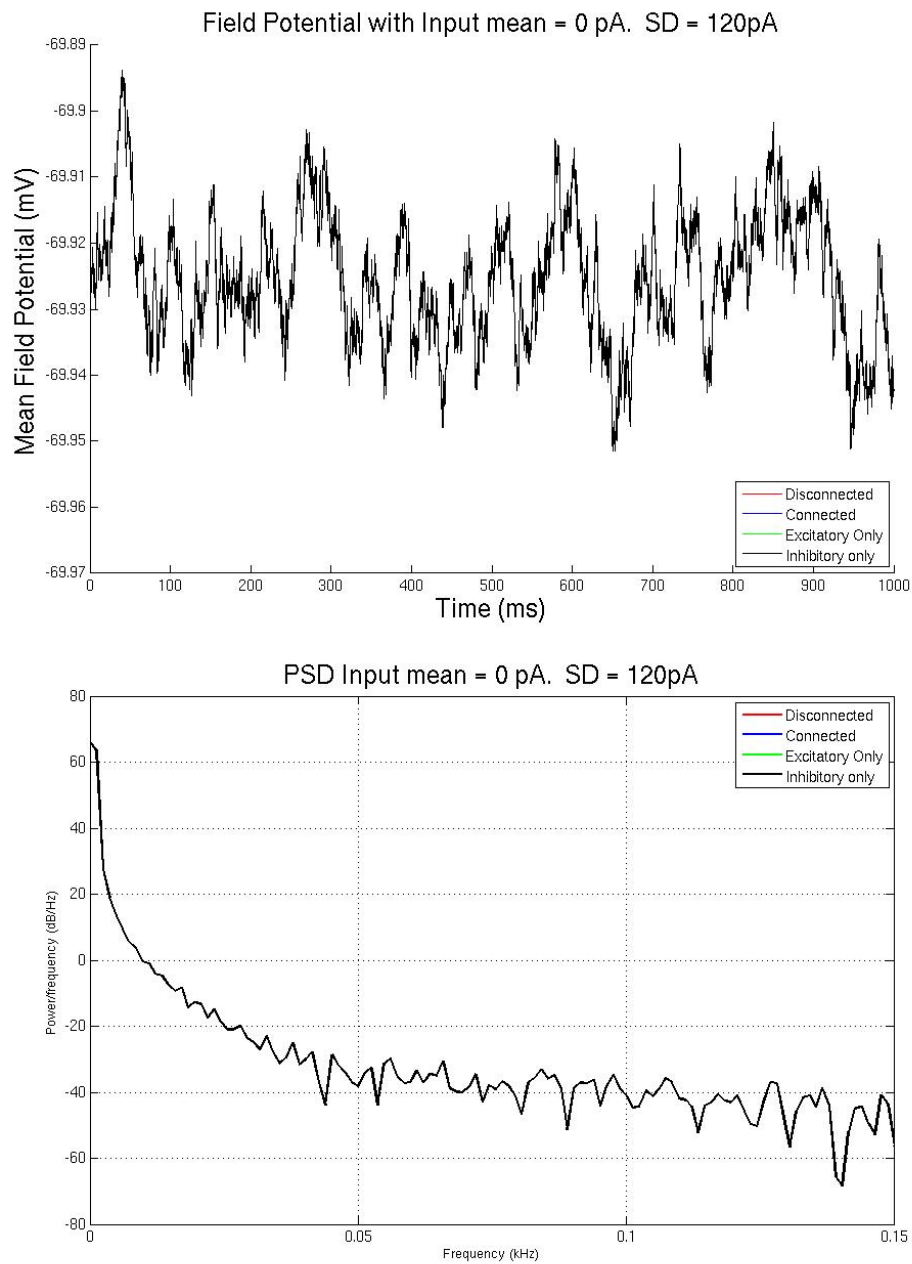 Field Potential with Input mean = 0 pA.  SD = 120pA
-69.89
-69.9
-69.91
-69.92
-69.93
-69.94
-69.95
-69.96
-69.97
Mean Field Potential (mV)
Disconnected
Connected
Excitatory Only
Inhibitory only
0 100 200 300 400 500 600 700 800 900 1000
Time (ms)
PSD Input mean = 0 pA.  SD = 120pA
80
60
40
20
0
-20
-40
-60
-80
Power/frequency (dB/Hz)
Disconnected
Connected
Excitatory Only
Inhibitory only
0 0.05 0.1 0.15
Frequency (kHz)